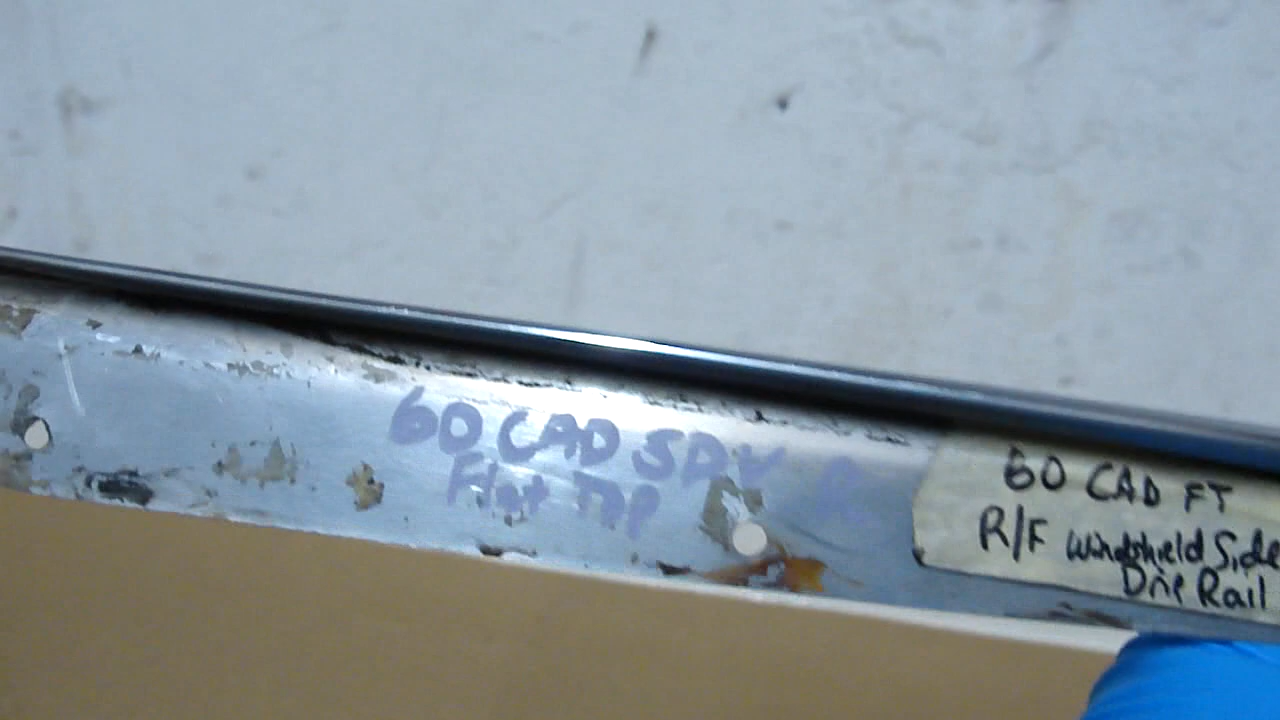 60 CAD SDV R
Flat Top
60 CAD FT
R/F Windshield Side
Drip Rail